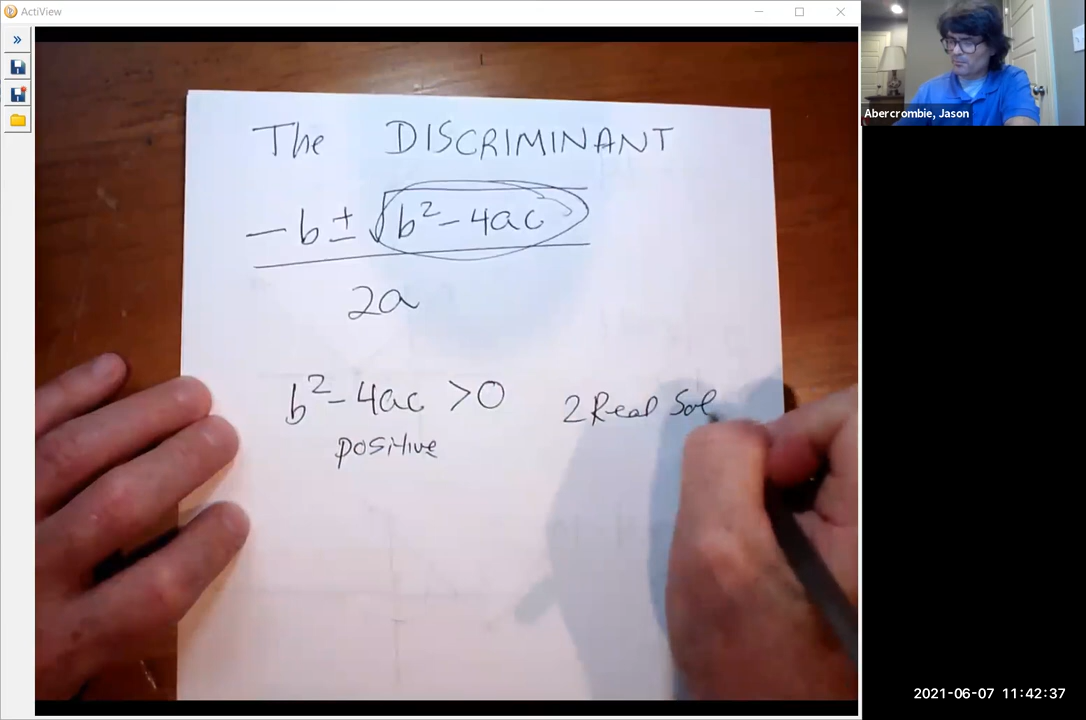 ActiView
The DISCRIMINANT
-b ± √b²-4ac
2a
b²-4ac >0 2 Real Sol
positive
Abercrombie, Jason
2021-06-07 11:42:37